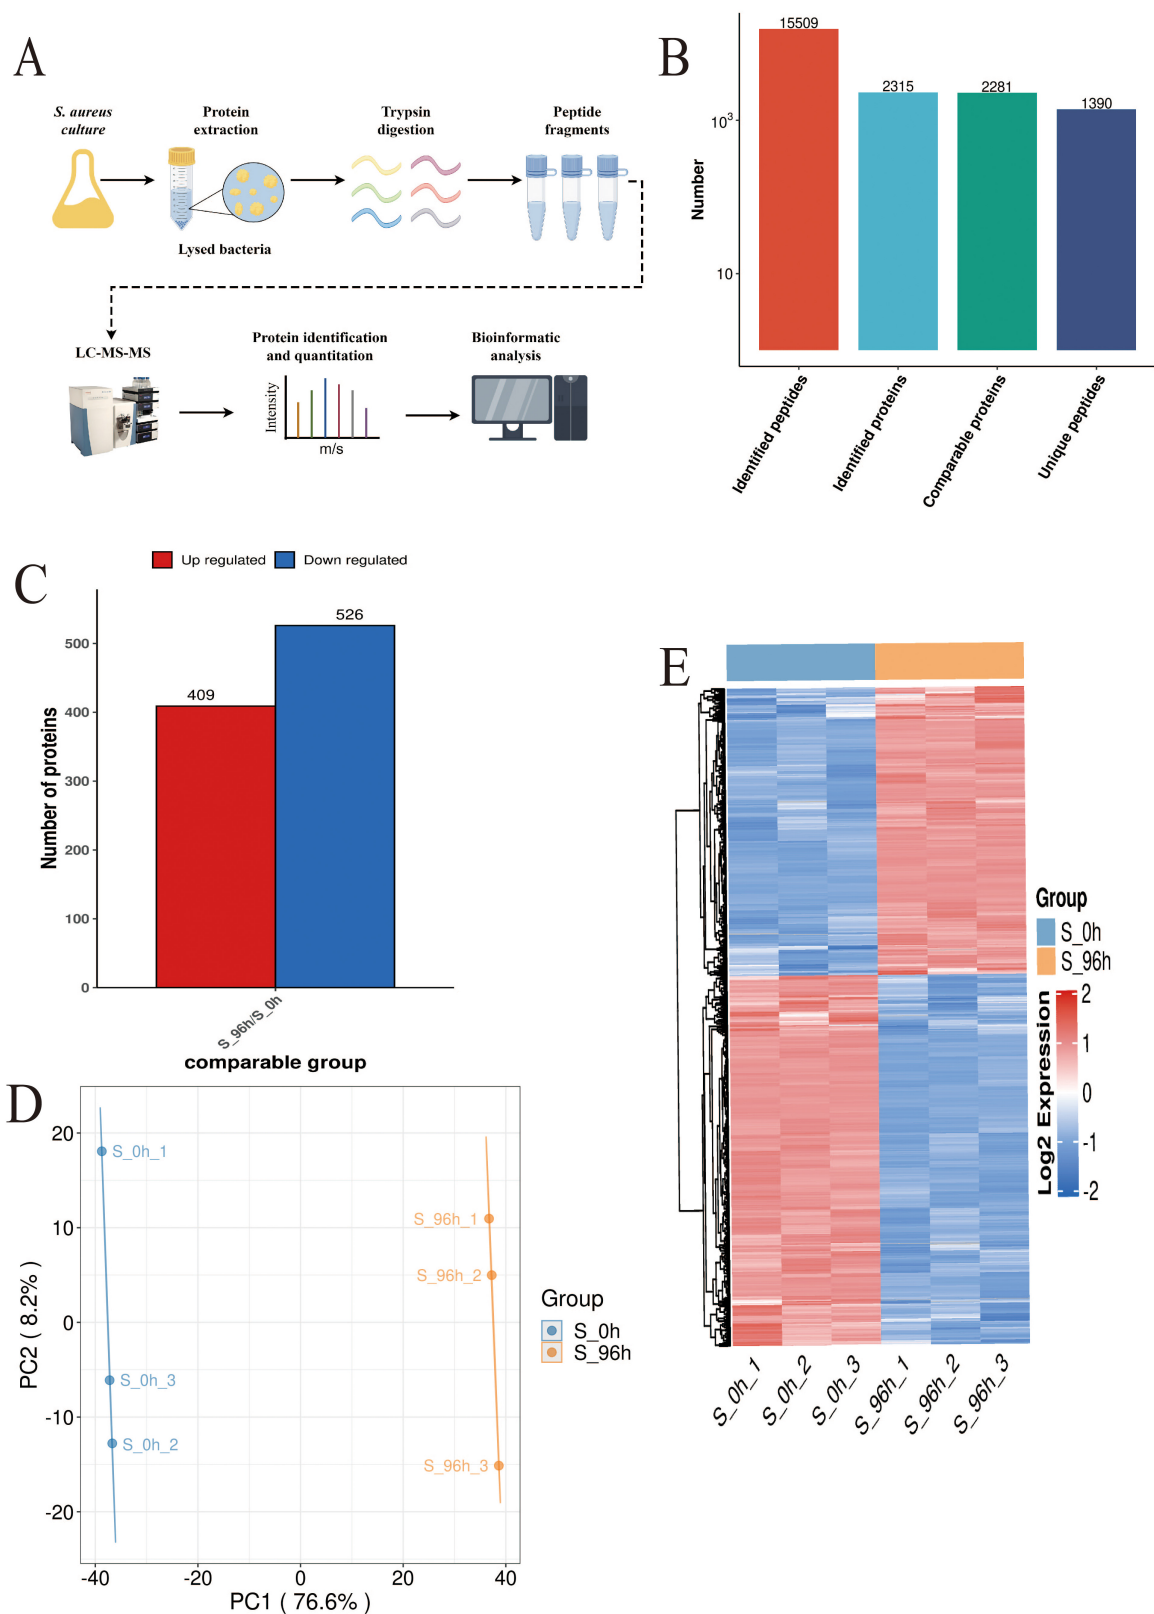 A
S. aureus
culture
Protein
extraction
Trypsin
digestion
Peptide
fragments
Lysed bacteria
LC-MS-MS
Protein identification
and quantitation
Intensity
m/s
Bioinformatic
analysis
B
Number
10³
10
15509
2315
2281
1390
Identified peptides
Identified proteins
Comparable proteins
Unique peptides
C
Up regulated
Down regulated
Number of proteins
500
400
300
200
100
0
409
526
S_96h/S_0h
comparable group
D
PC2 ( 8.2% )
20
10
0
-10
-20
S_0h_1
S_0h_3
S_0h_2
S_96h_1
S_96h_2
S_96h_3
-40
-20
0
20
40
PC1 ( 76.6% )
Group
S_0h
S_96h
E
Group
S_0h
S_96h
Log2 Expression
2
1
0
-1
-2
S_0h_1
S_0h_2
S_0h_3
S_96h_1
S_96h_2
S_96h_3